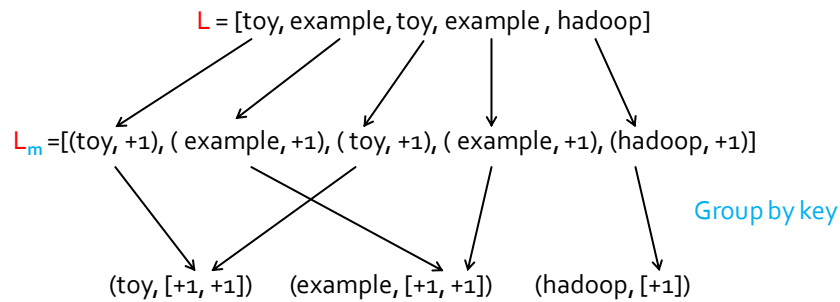 L = [toy, example, toy, example , hadoop]
Lm =[(toy, +1), ( example, +1), ( toy, +1), ( example, +1), (hadoop, +1)]
Group by key
(toy, [+1, +1]) (example, [+1, +1]) (hadoop, [+1])